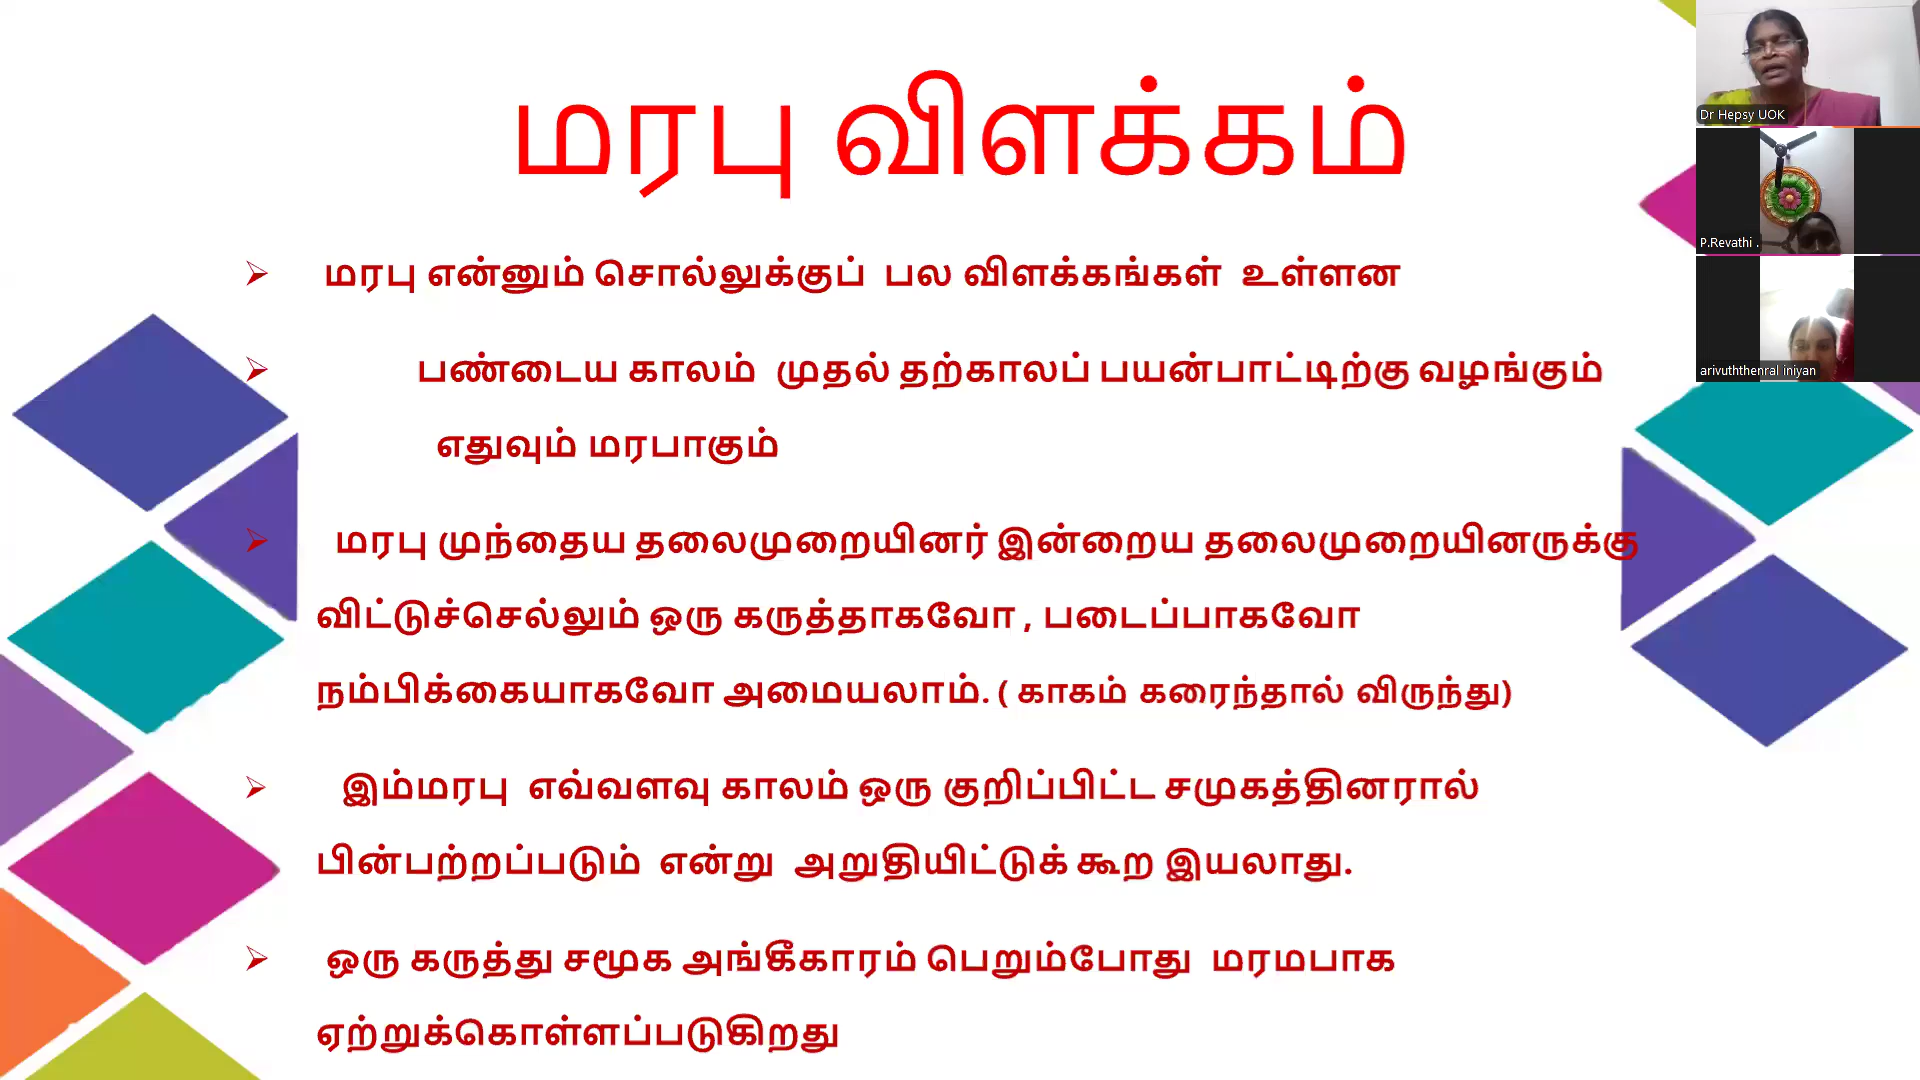 மரபு விளக்கம்
மரபு என்னும் சொல்லுக்குப் பல விளக்கங்கள் உள்ளன
பண்டைய காலம் முதல் தற்காலப் பயன்பாட்டிற்கு வழங்கும்
எதுவும் மரபாகும்
மரபு முந்தைய தலைமுறையினர் இன்றைய தலைமுறையினருக்கு
விட்டுச்செல்லும் ஒரு கருத்தாகவோ , படைப்பாகவோ
நம்பிக்கையாகவோ அமையலாம். ( காகம் கரைந்தால் விருந்து)
இம்மரபு எவ்வளவு காலம் ஒரு குறிப்பிட்ட சமுகத்தினரால்
பின்பற்றப்படும் என்று அறுதியிட்டுக் கூற இயலாது.
ஒரு கருத்து சமூக அங்கீகாரம் பெறும்போது மரமபாக
ஏற்றுக்கொள்ளப்படுகிறது
Dr Hepsy UOK
P.Revathi .
arivuththenral iniyan